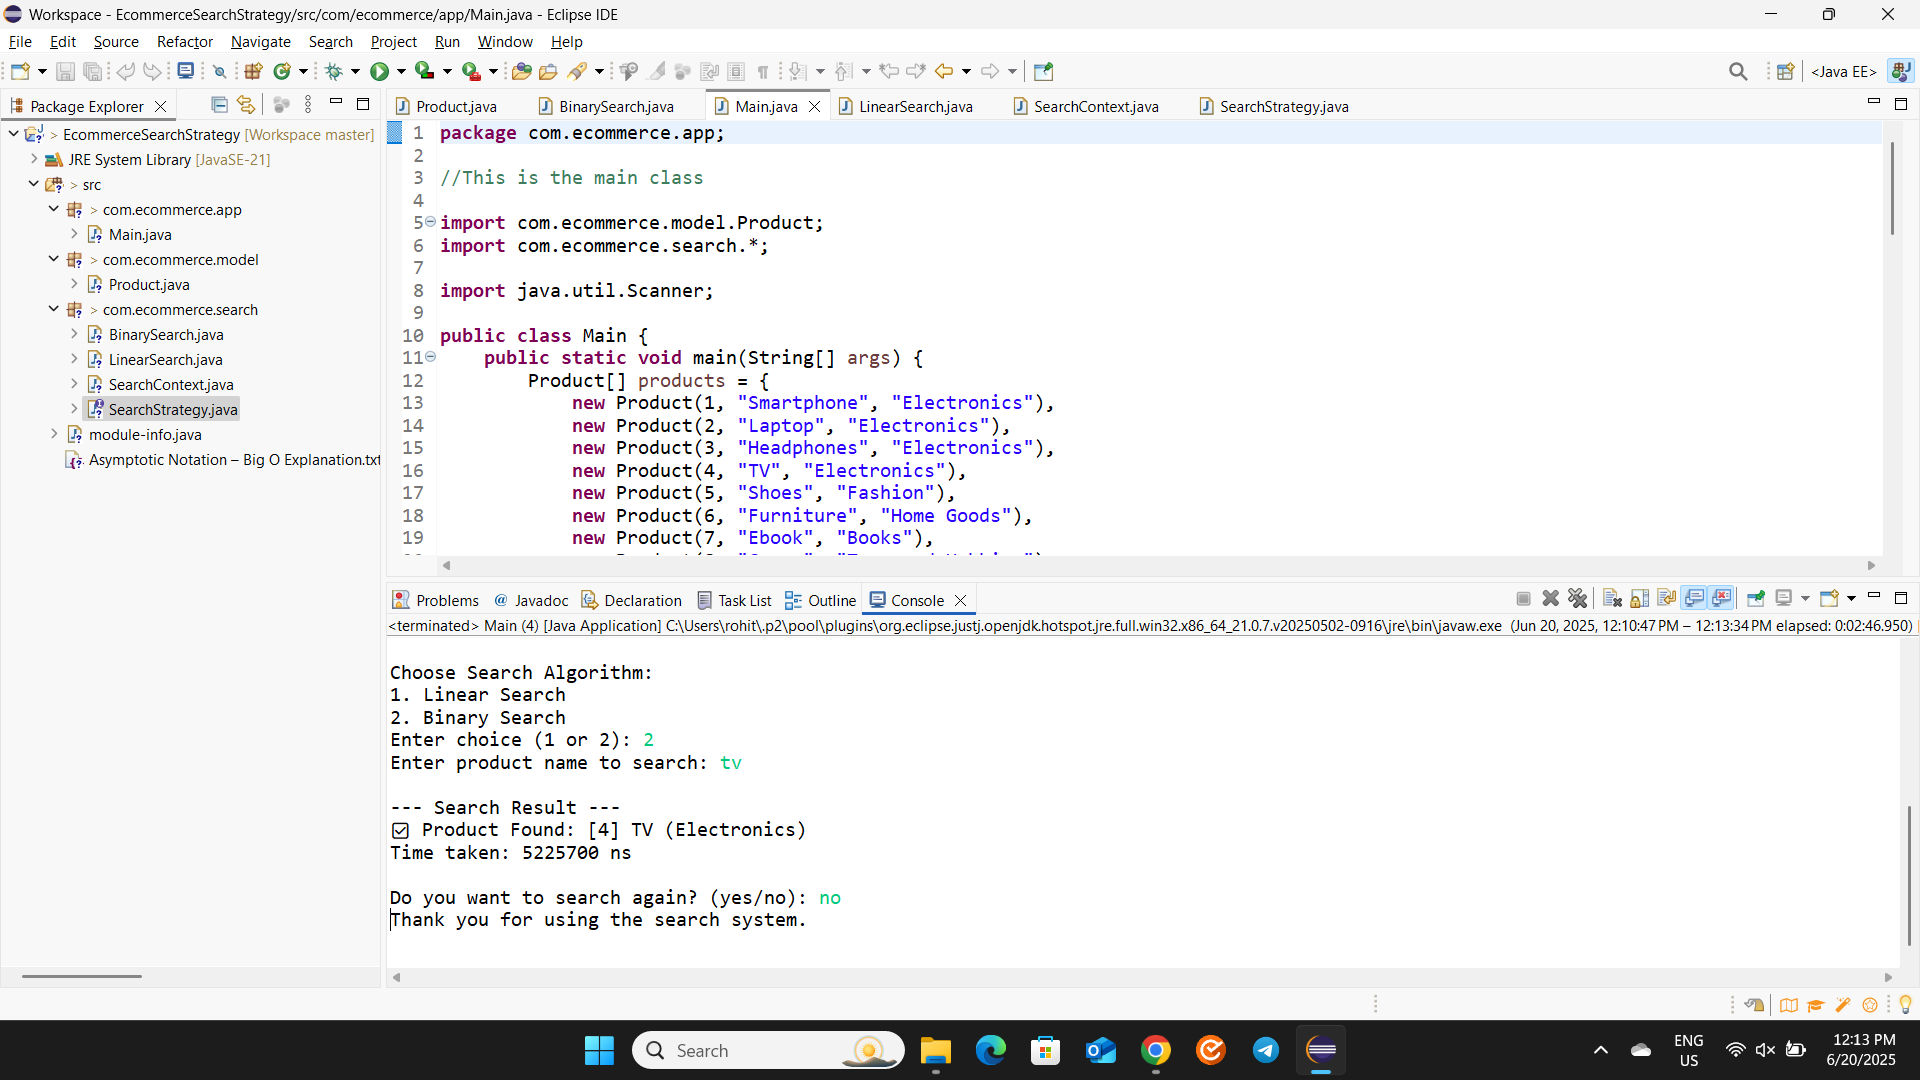 Workspace - EcommerceSearchStrategy/src/com/ecommerce/app/Main.java - Eclipse IDE
File Edit Source Refactor Navigate Search Project Run Window Help
<Java EE>
Package Explorer
> EcommerceSearchStrategy [Workspace master]
JRE System Library [JavaSE-21]
> src
> com.ecommerce.app
Main.java
> com.ecommerce.model
Product.java
> com.ecommerce.search
BinarySearch.java
LinearSearch.java
SearchContext.java
SearchStrategy.java
module-info.java
Asymptotic Notation – Big O Explanation.txt
Product.java BinarySearch.java Main.java LinearSearch.java SearchContext.java SearchStrategy.java
1 package com.ecommerce.app;
2
3 //This is the main class
4
5 import com.ecommerce.model.Product;
6 import com.ecommerce.search.*;
7
8 import java.util.Scanner;
9
10 public class Main {
11 public static void main(String[] args) {
12 Product[] products = {
13 new Product(1, "Smartphone", "Electronics"),
14 new Product(2, "Laptop", "Electronics"),
15 new Product(3, "Headphones", "Electronics"),
16 new Product(4, "TV", "Electronics"),
17 new Product(5, "Shoes", "Fashion"),
18 new Product(6, "Furniture", "Home Goods"),
19 new Product(7, "Ebook", "Books"),
Problems @ Javadoc Declaration Task List Outline Console
<terminated> Main (4) [Java Application] C:\Users\rohit\.p2\pool\plugins\org.eclipse.justj.openjdk.hotspot.jre.full.win32.x86_64_21.0.7.v20250502-0916\jre\bin\javaw.exe (Jun 20, 2025, 12:10:47 PM – 12:13:34 PM elapsed: 0:02:46.950)
Choose Search Algorithm:
1. Linear Search
2. Binary Search
Enter choice (1 or 2): 2
Enter product name to search: tv
--- Search Result ---
☑ Product Found: [4] TV (Electronics)
Time taken: 5225700 ns
Do you want to search again? (yes/no): no
Thank you for using the search system.
Search
ENG
US
12:13 PM
6/20/2025